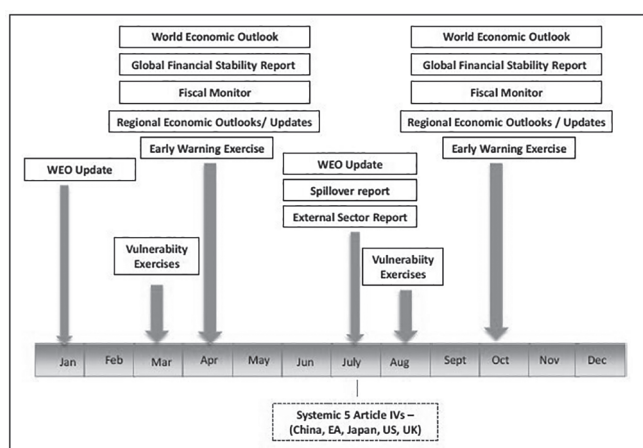 World Economic Outlook
Global Financial Stability Report
Fiscal Monitor
Regional Economic Outlooks/ Updates
Early Warning Exercise
World Economic Outlook
Global Financial Stability Report
Fiscal Monitor
Regional Economic Outlooks / Updates
Early Warning Exercise
WEO Update
WEO Update
Spillover report
External Sector Report
Vulnerabiity
Exercises
Vulnerabiity
Exercises
Jan Feb Mar Apr May Jun July Aug Sept Oct Nov Dec
Systemic 5 Article IVs –
(China, EA, Japan, US, UK)